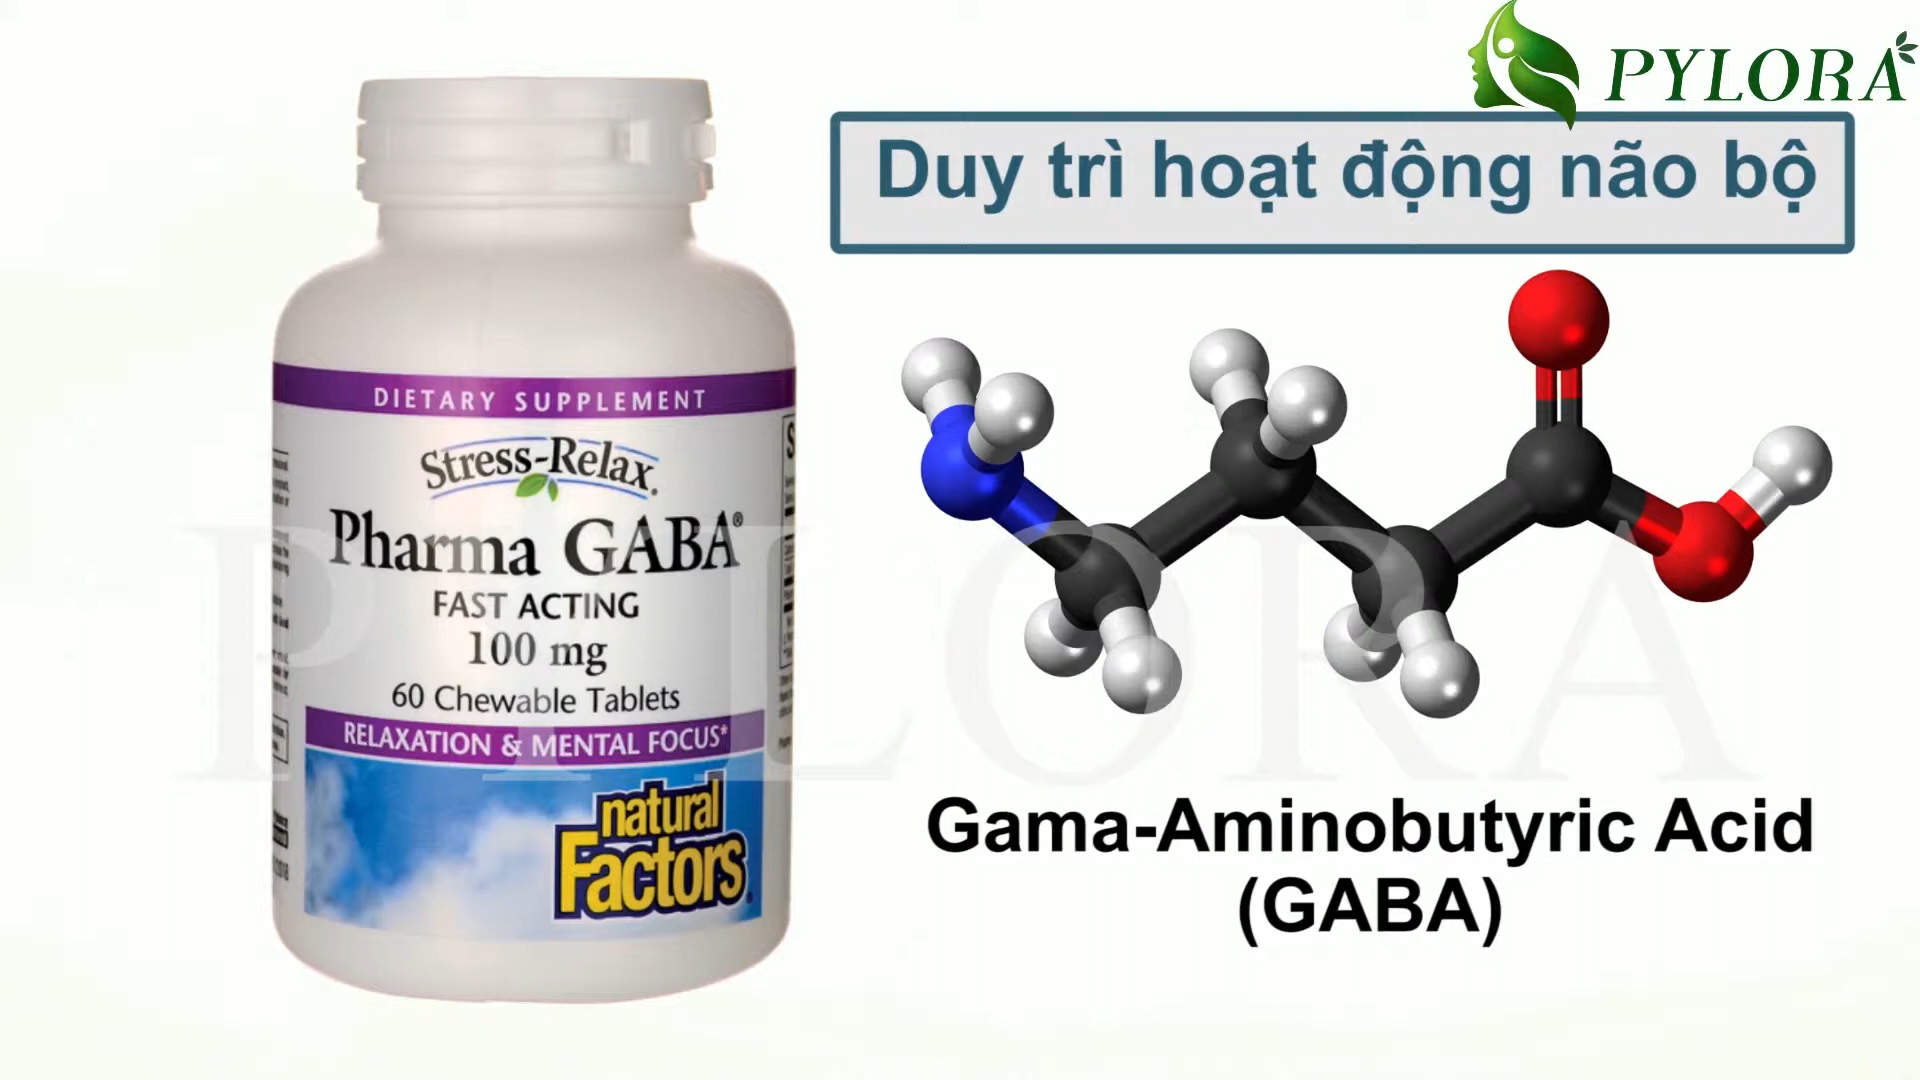 PYLORA
Duy trì hoạt động não bộ
DIETARY SUPPLEMENT
Stress-Relax®
Pharma GABA®
FAST ACTING
100 mg
60 Chewable Tablets
RELAXATION & MENTAL FOCUS*
natural
Factors®
Gama-Aminobutyric Acid
(GABA)
PYLORA